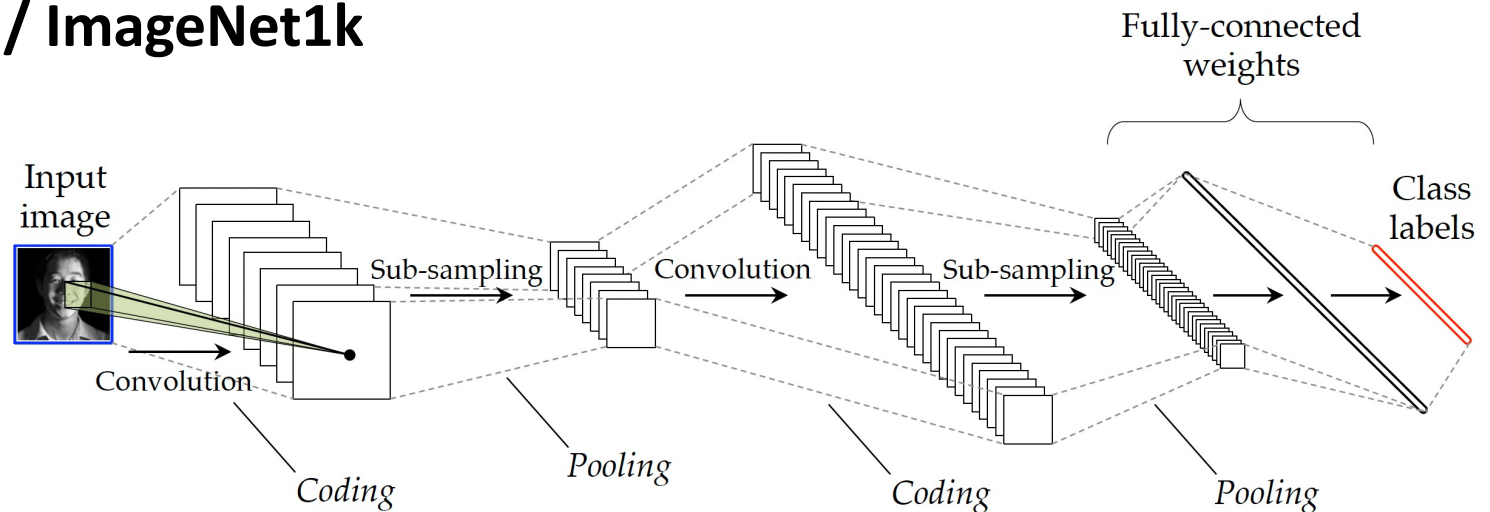 / ImageNet1k
Fully-connected
weights
Input
image
Class
labels
Sub-sampling
Convolution
Sub-sampling
Convolution
Coding
Pooling
Coding
Pooling